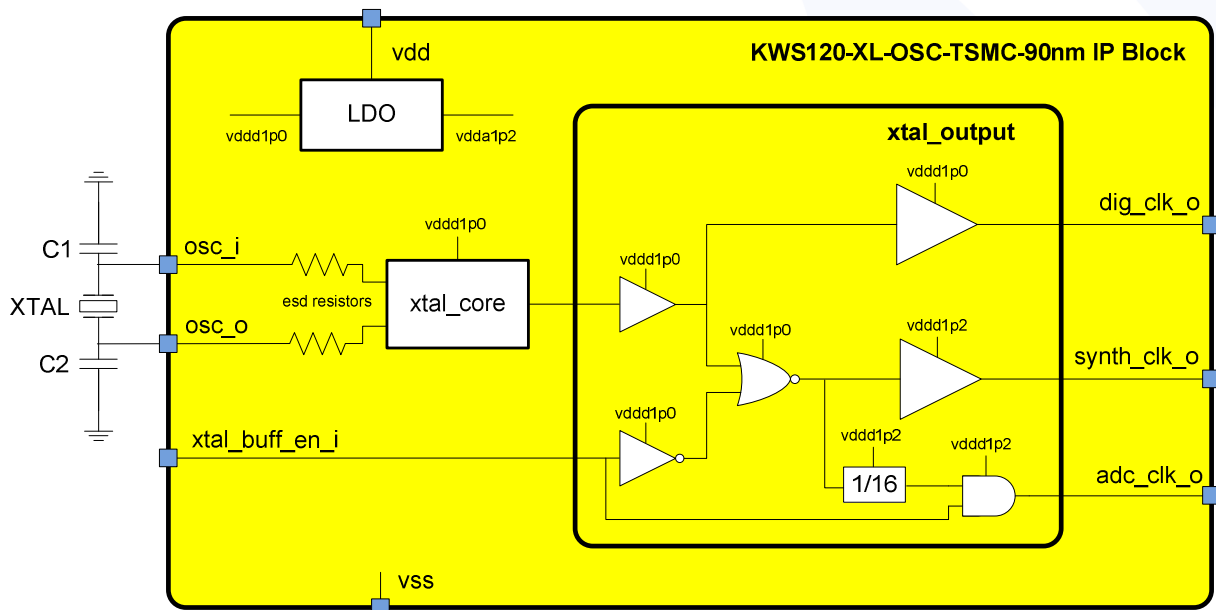 vdd
KWS120-XL-OSC-TSMC-90nm IP Block
LDO
vddd1p0
vdda1p2
xtal_output
vddd1p0
dig_clk_o
C1
osc_i
vddd1p0
vddd1p0
XTAL
esd resistors
xtal_core
osc_o
vddd1p0
vddd1p2
synth_clk_o
C2
xtal_buff_en_i
vddd1p0
vddd1p2
vddd1p2
1/16
adc_clk_o
vss